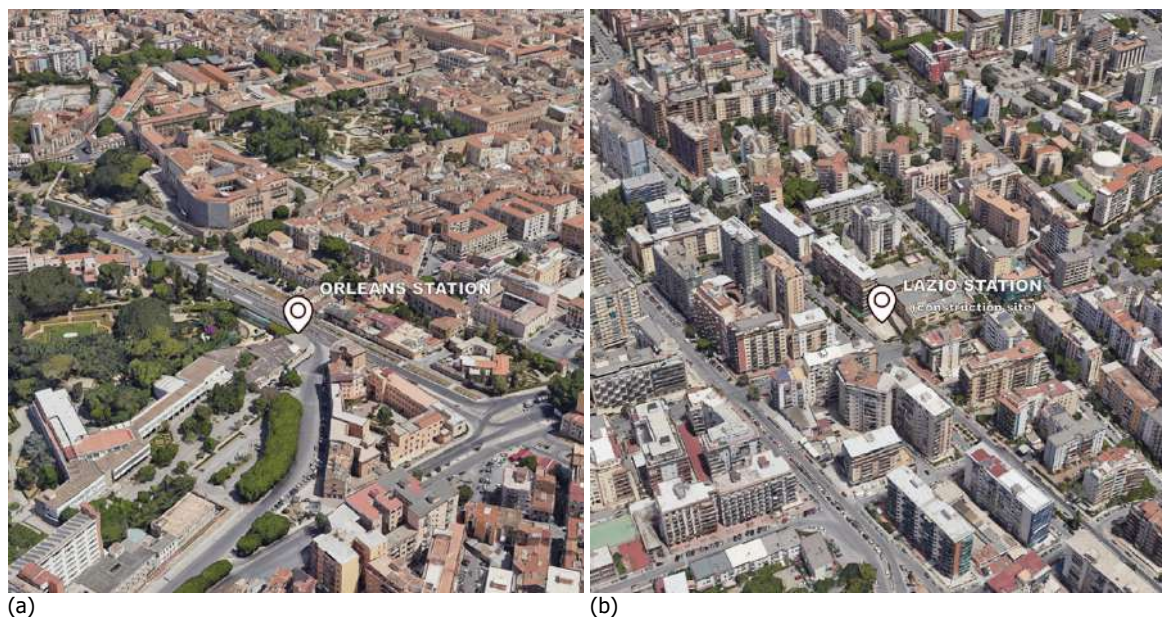 ORLEANS STATION
LAZIO STATION
(construction site)
(a)
(b)